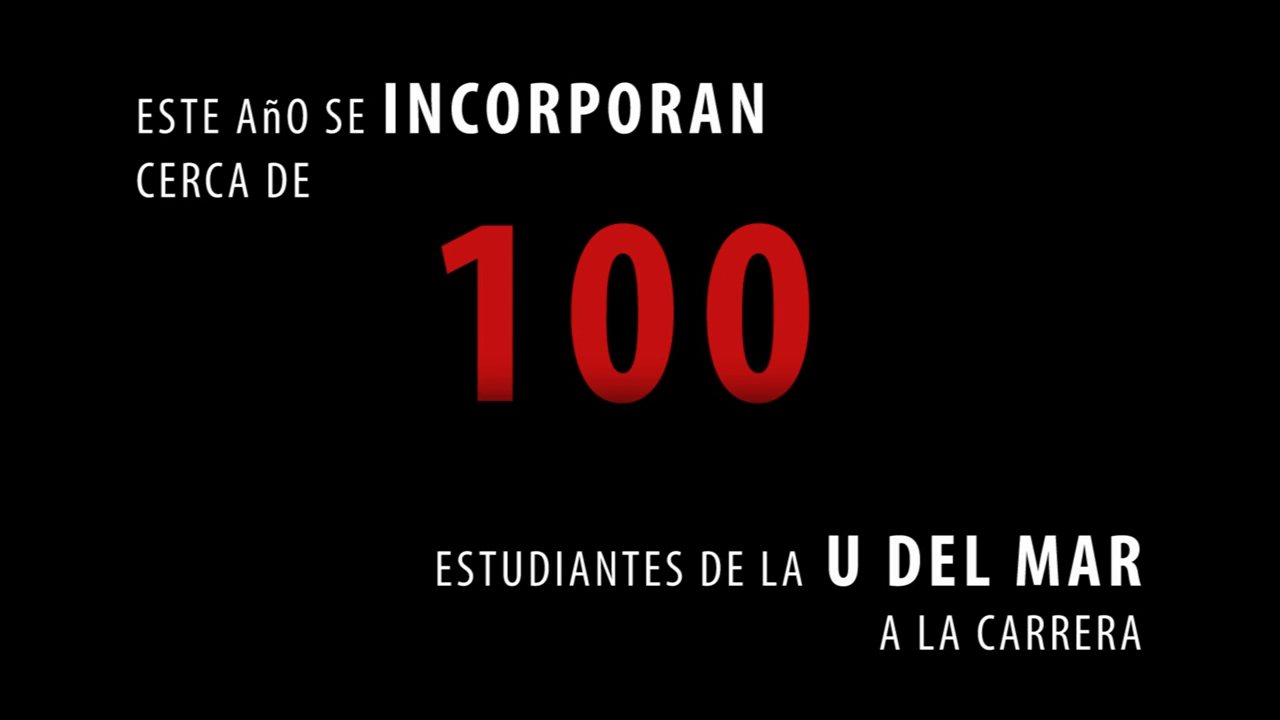 ESTE AñO SE INCORPORAN
CERCA DE
100
ESTUDIANTES DE LA U DEL MAR
A LA CARRERA